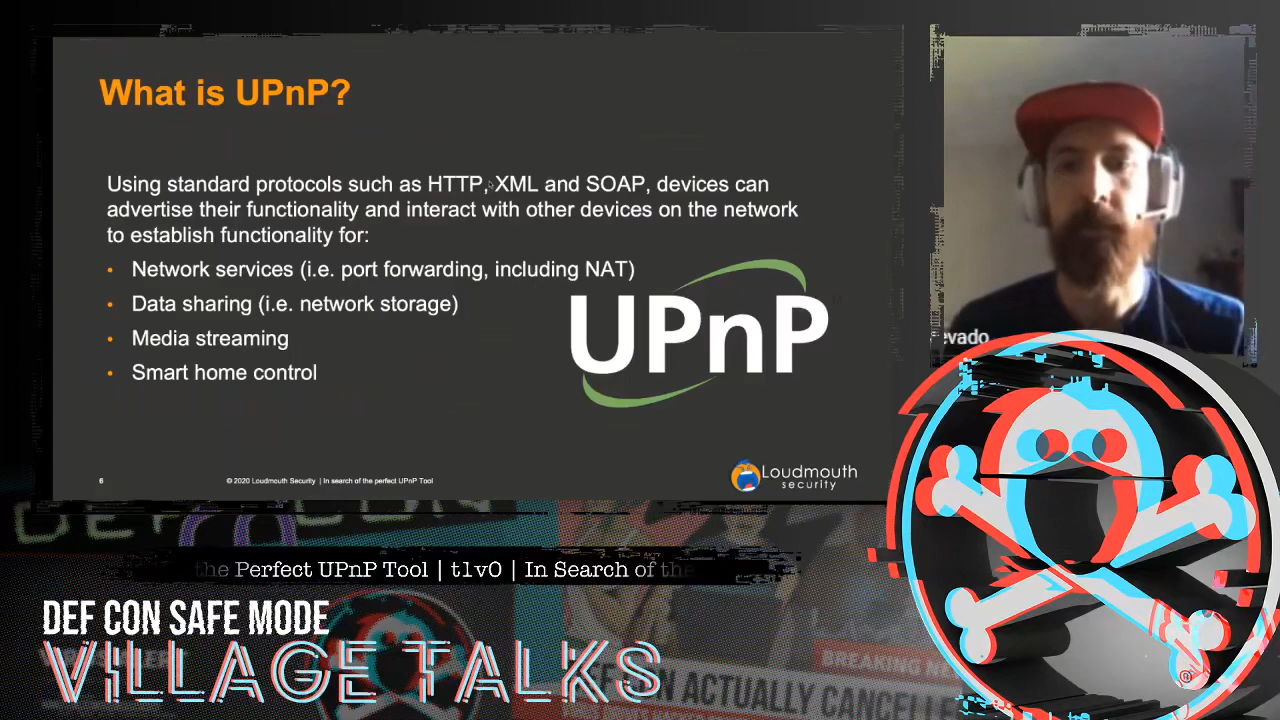 What is UPnP?
Using standard protocols such as HTTP, XML and SOAP, devices can
advertise their functionality and interact with other devices on the network
to establish functionality for:
• Network services (i.e. port forwarding, including NAT)
• Data sharing (i.e. network storage)
• Media streaming
• Smart home control
UPnP
6
© 2020 Loudmouth Security | In search of the perfect UPnP Tool
Loudmouth
security
evado
DEF CON
the Perfect UPnP Tool | t1v0 | In Search of the
DEF CON SAFE MODE
VILLAGE TALKS
BREAKING
CON ACTUALLY CANCELLE
®